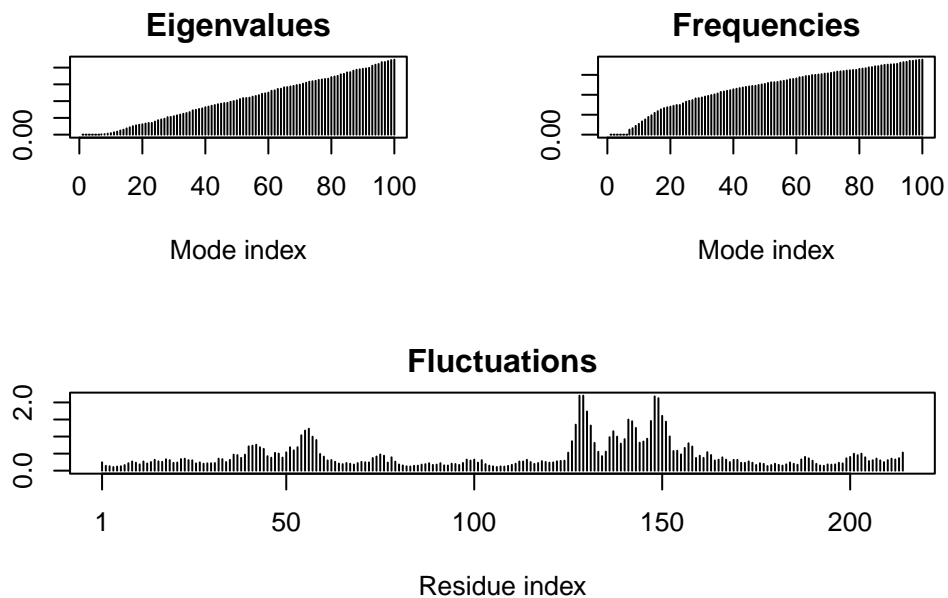 Eigenvalues
0.00
0 20 40 60 80 100
Mode index
Frequencies
0.00
0 20 40 60 80 100
Mode index
Fluctuations
2.0
0.0
1 50 100 150 200
Residue index